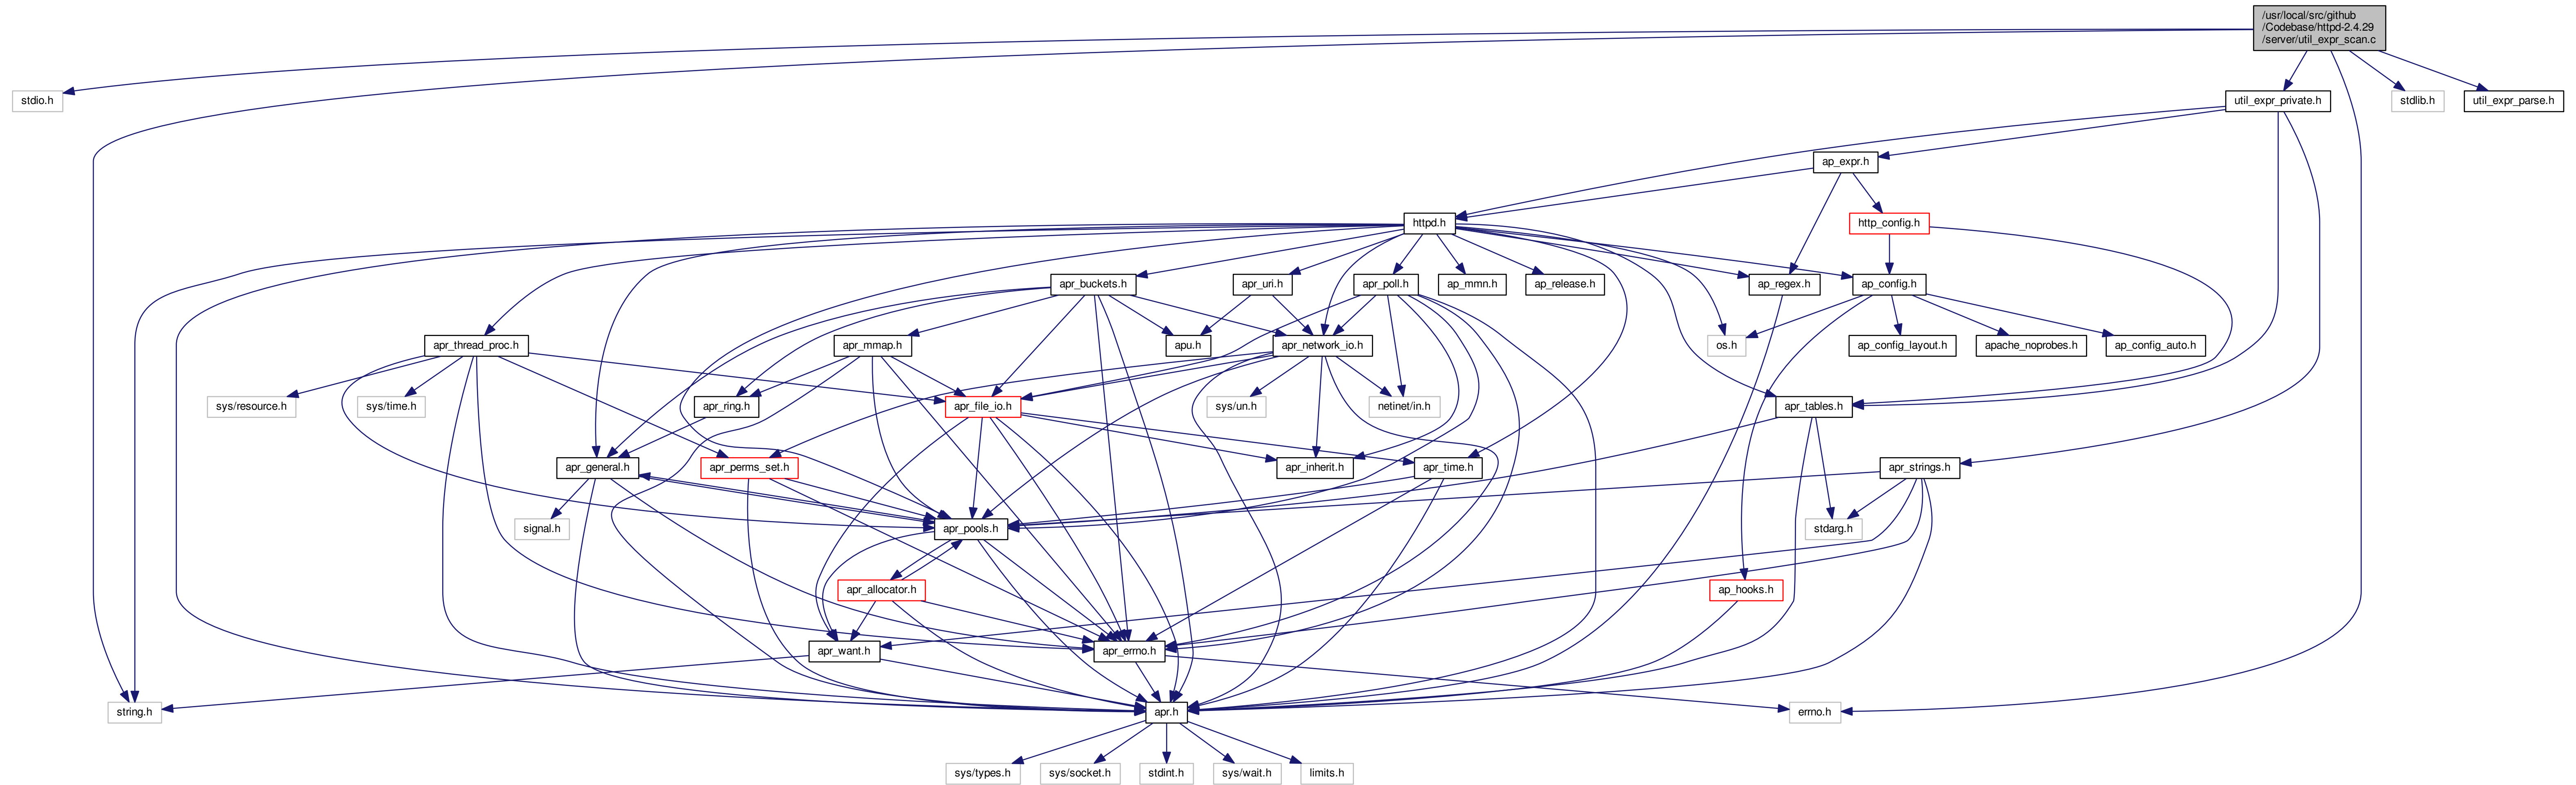 /usr/local/src/github
/Codebase/httpd-2.4.29
/server/util_expr_scan.c
stdio.h
util_expr_private.h
stdlib.h
util_expr_parse.h
ap_expr.h
httpd.h
http_config.h
apr_buckets.h
apr_uri.h
apr_poll.h
ap_mmn.h
ap_release.h
ap_regex.h
ap_config.h
apr_thread_proc.h
apr_mmap.h
apu.h
apr_network_io.h
os.h
ap_config_layout.h
apache_noprobes.h
ap_config_auto.h
sys/resource.h
sys/time.h
apr_ring.h
apr_file_io.h
sys/un.h
netinet/in.h
apr_tables.h
apr_general.h
apr_perms_set.h
apr_inherit.h
apr_time.h
apr_strings.h
signal.h
apr_pools.h
stdarg.h
apr_allocator.h
ap_hooks.h
apr_want.h
apr_errno.h
string.h
apr.h
errno.h
sys/types.h
sys/socket.h
stdint.h
sys/wait.h
limits.h